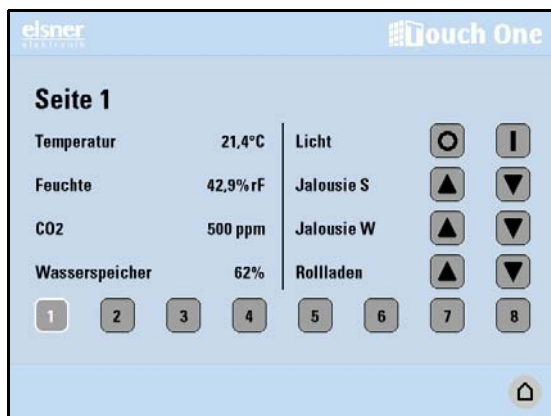 elsner
elektronik
Touch One
Seite 1
Temperatur 21,4°C
Feuchte 42,9%rF
CO2 500 ppm
Wasserspeicher 62%
Licht
Jalousie S
Jalousie W
Rollladen
1 2 3 4 5 6 7 8